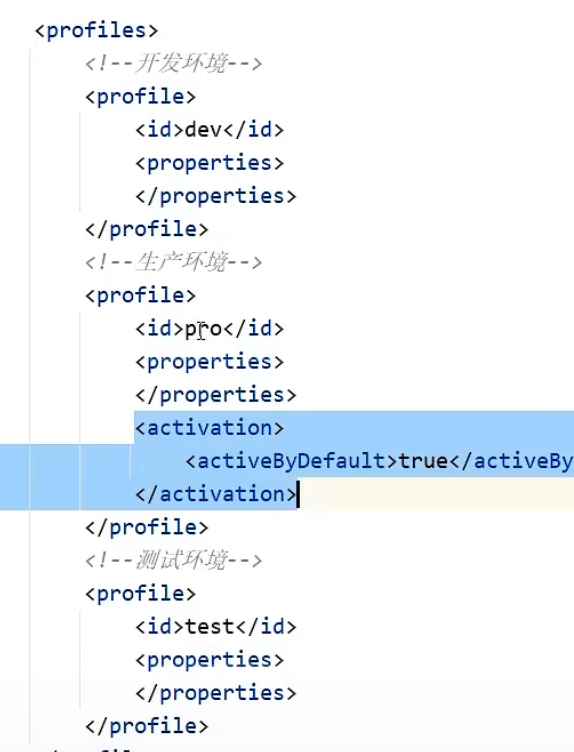 <profiles>
<!--开发环境-->
<profile>
<id>dev</id>
<properties>
</properties>
</profile>
<!--生产环境-->
<profile>
<id>pro</id>
<properties>
</properties>
<activation>
<activeByDefault>true</activeBy
</activation>
</profile>
<!--测试环境-->
<profile>
<id>test</id>
<properties>
</properties>
</profile>